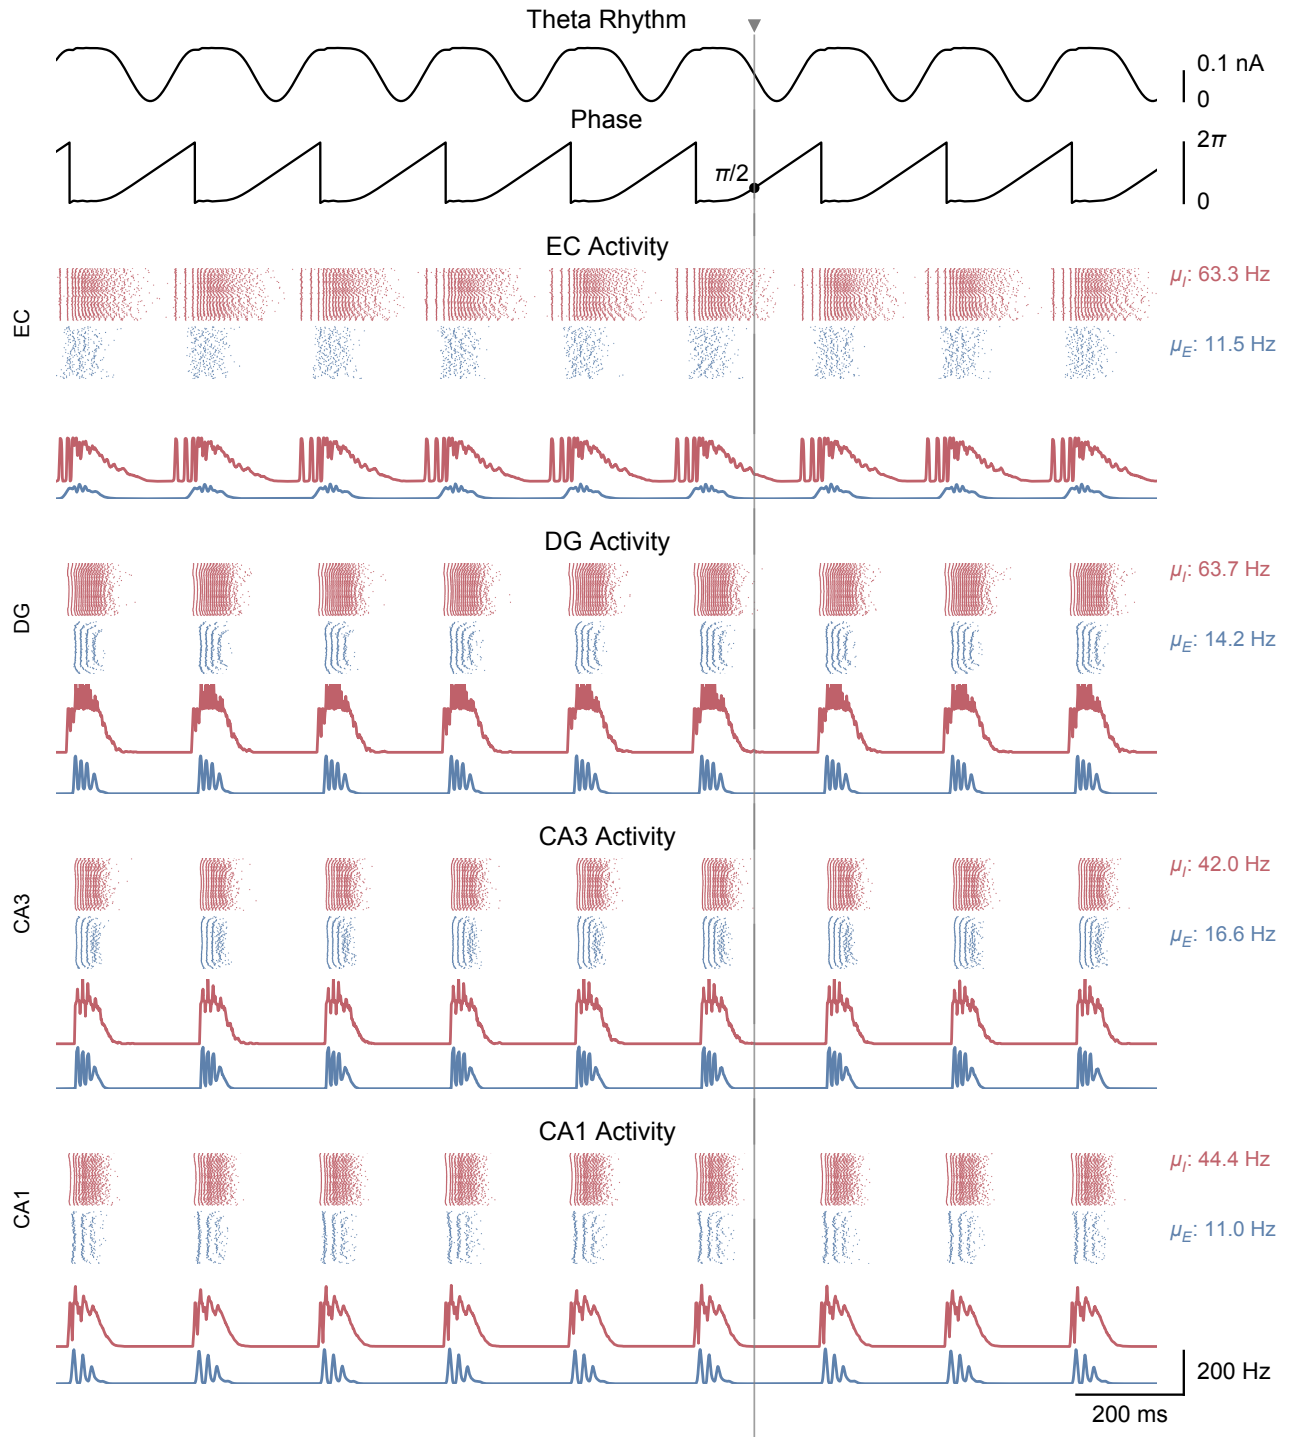 Theta Rhythm
0.1 nA
0
Phase
2π
π/2
0
EC Activity
EC
μI: 63.3 Hz
μE: 11.5 Hz
DG Activity
DG
μI: 63.7 Hz
μE: 14.2 Hz
CA3 Activity
CA3
μI: 42.0 Hz
μE: 16.6 Hz
CA1 Activity
CA1
μI: 44.4 Hz
μE: 11.0 Hz
200 Hz
200 ms